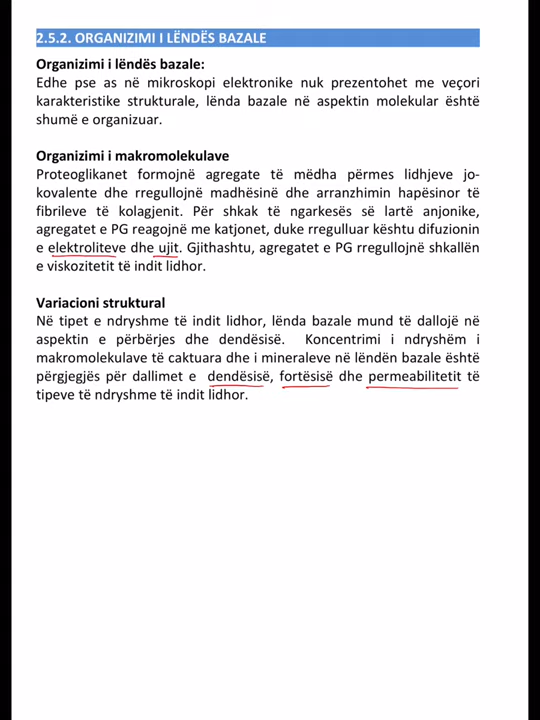 2.5.2. ORGANIZIMI I LËNDËS BAZALE
Organizimi i lëndës bazale:
Edhe pse as në mikroskopi elektronike nuk prezentohet me veçori
karakteristike strukturale, lënda bazale në aspektin molekular është
shumë e organizuar.
Organizimi i makromolekulave
Proteoglikanet formojnë agregate të mëdha përmes lidhjeve jo-
kovalente dhe rregullojnë madhësinë dhe arranzhimin hapësinor të
fibrileve të kolagjenit. Për shkak të ngarkesës së lartë anjonike,
agregatet e PG reagojnë me katjonet, duke rregulluar kështu difuzionin
e elektroliteve dhe ujit. Gjithashtu, agregatet e PG rregullojnë shkallën
e viskozitetit të indit lidhor.
Variacioni struktural
Në tipet e ndryshme të indit lidhor, lënda bazale mund të dallojë në
aspektin e përbërjes dhe dendësisë. Koncentrimi i ndryshëm i
makromolekulave të caktuara dhe i mineraleve në lëndën bazale është
përgjegjës për dallimet e dendësisë, fortësisë dhe permeabilitetit të
tipeve të ndryshme të indit lidhor.